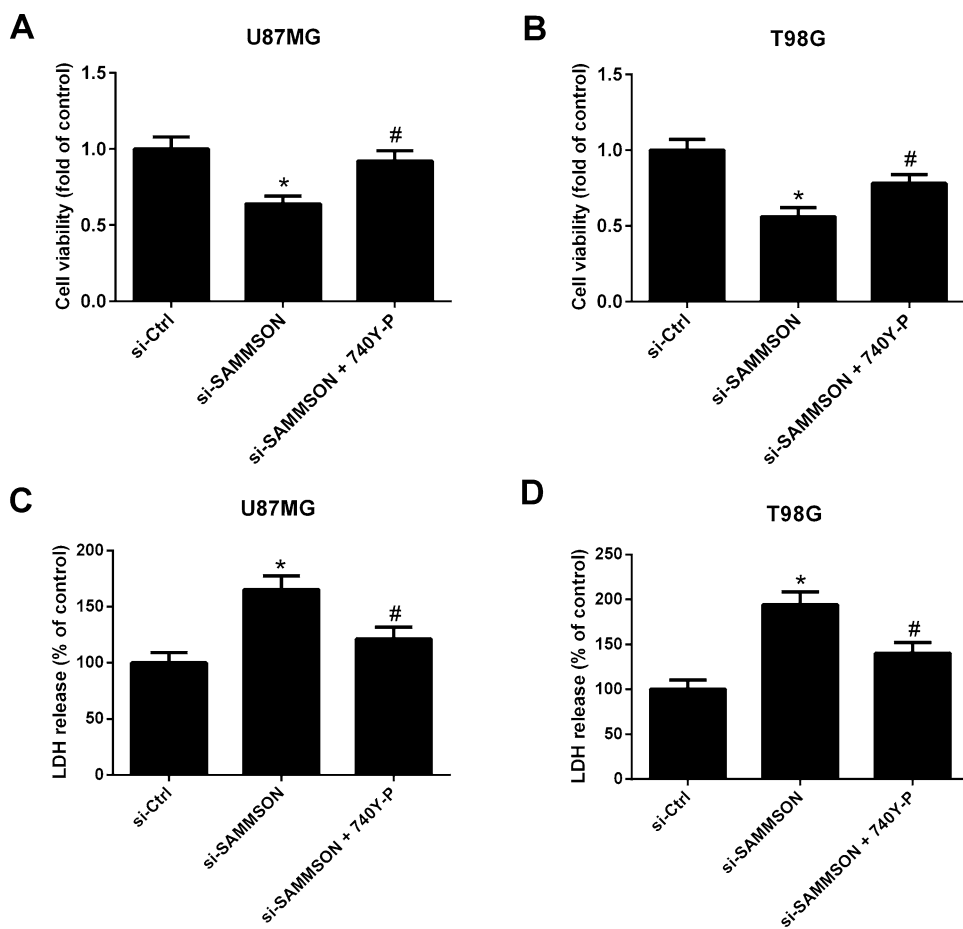 A
U87MG
Cell viability (fold of control)
1.5
1.0
0.5
0.0
*
#
si-Ctrl
si-SAMMSON
si-SAMMSON + 740Y-P
B
T98G
Cell viability (fold of control)
1.5
1.0
0.5
0.0
*
#
si-Ctrl
si-SAMMSON
si-SAMMSON + 740Y-P
C
U87MG
LDH release (% of control)
200
150
100
50
0
*
#
si-Ctrl
si-SAMMSON
si-SAMMSON + 740Y-P
D
T98G
LDH release (% of control)
250
200
150
100
50
0
*
#
si-Ctrl
si-SAMMSON
si-SAMMSON + 740Y-P